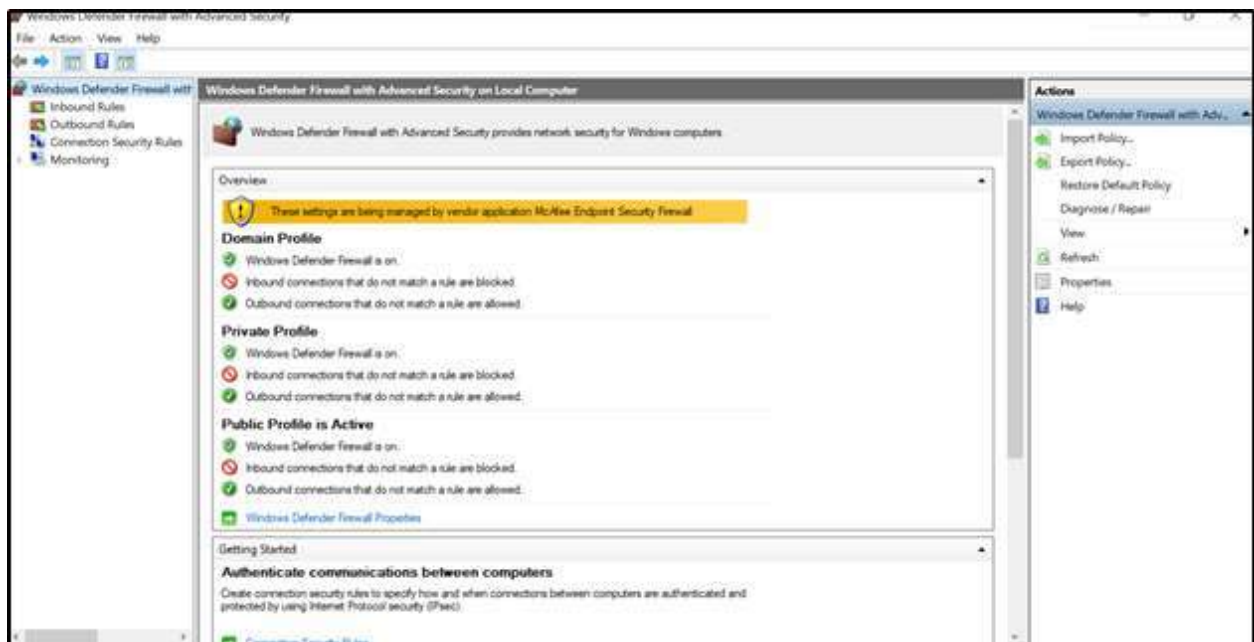 Windows Defender Firewall with Advanced Security
File Action View Help
Windows Defender Firewall with
Inbound Rules
Outbound Rules
Connection Security Rules
Monitoring
Windows Defender Firewall with Advanced Security on Local Computer
Windows Defender Firewall with Advanced Security provides network security for Windows computers.
Overview
These settings are being managed by vendor application McAfee Endpoint Security Firewall
Domain Profile
Windows Defender Firewall is on.
Inbound connections that do not match a rule are blocked.
Outbound connections that do not match a rule are allowed.
Private Profile
Windows Defender Firewall is on.
Inbound connections that do not match a rule are blocked.
Outbound connections that do not match a rule are allowed.
Public Profile is Active
Windows Defender Firewall is on.
Inbound connections that do not match a rule are blocked.
Outbound connections that do not match a rule are allowed.
Windows Defender Firewall Properties
Getting Started
Authenticate communications between computers
Create connection security rules to specify how and when connections between computers are authenticated and
protected by using Internet Protocol security (IPsec).
Connection Security Rules
Actions
Windows Defender Firewall with Adv...
Import Policy...
Export Policy...
Restore Default Policy
Diagnose / Repair
View
Refresh
Properties
Help